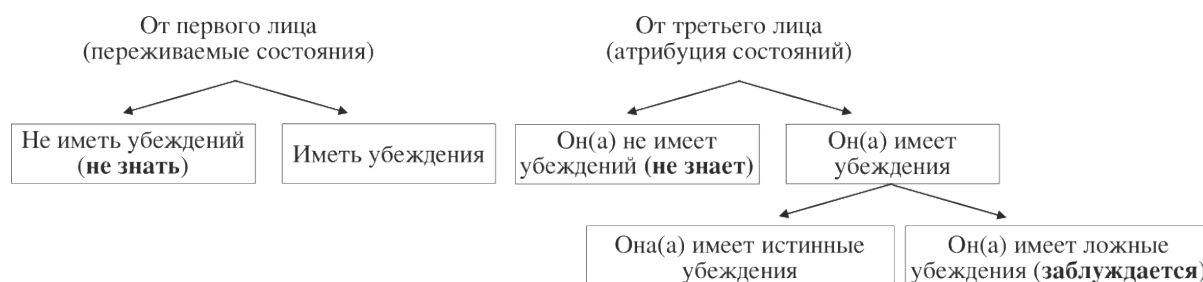 От первого лица
(переживаемые состояния)
От третьего лица
(атрибуция состояний)
Не иметь убеждений
(не знать)
Иметь убеждения
Он(а) не имеет
убеждений (не знает)
Он(а) имеет
убеждения
Она(а) имеет истинные
убеждения
Он(а) имеет ложные
убеждения (заблуждается)